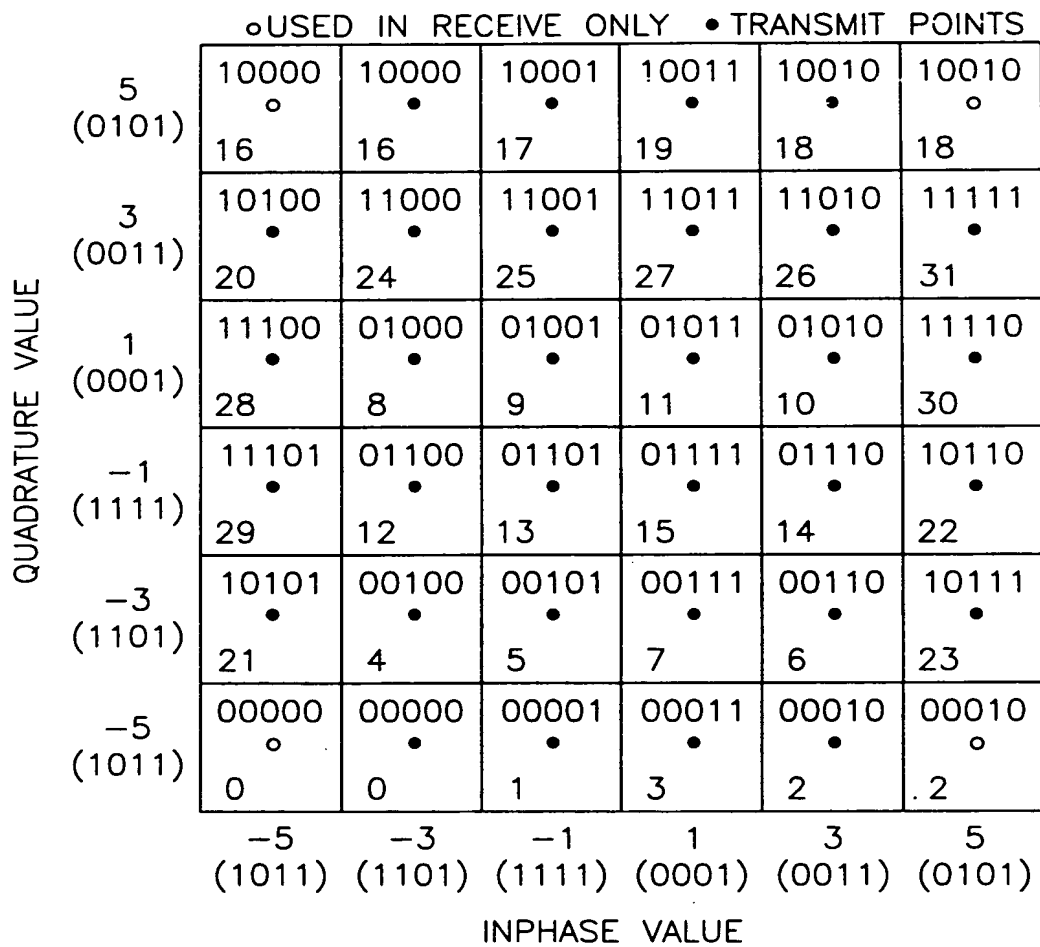 ○ USED IN RECEIVE ONLY ● TRANSMIT POINTS
5 10000 10000 10001 10011 10010 10010
(0101)
16 16 17 19 18 18
3 10100 11000 11001 11011 11010 11111
(0011)
20 24 25 27 26 31
1 11100 01000 01001 01011 01010 11110
(0001)
28 8 9 11 10 30
-1 11101 01100 01101 01111 01110 10110
(1111)
29 12 13 15 14 22
-3 10101 00100 00101 00111 00110 10111
(1101)
21 4 5 7 6 23
-5 00000 00000 00001 00011 00010 00010
(1011)
0 0 1 3 2 2
QUADRATURE VALUE
-5 -3 -1 1 3 5
(1011) (1101) (1111) (0001) (0011) (0101)
INPHASE VALUE